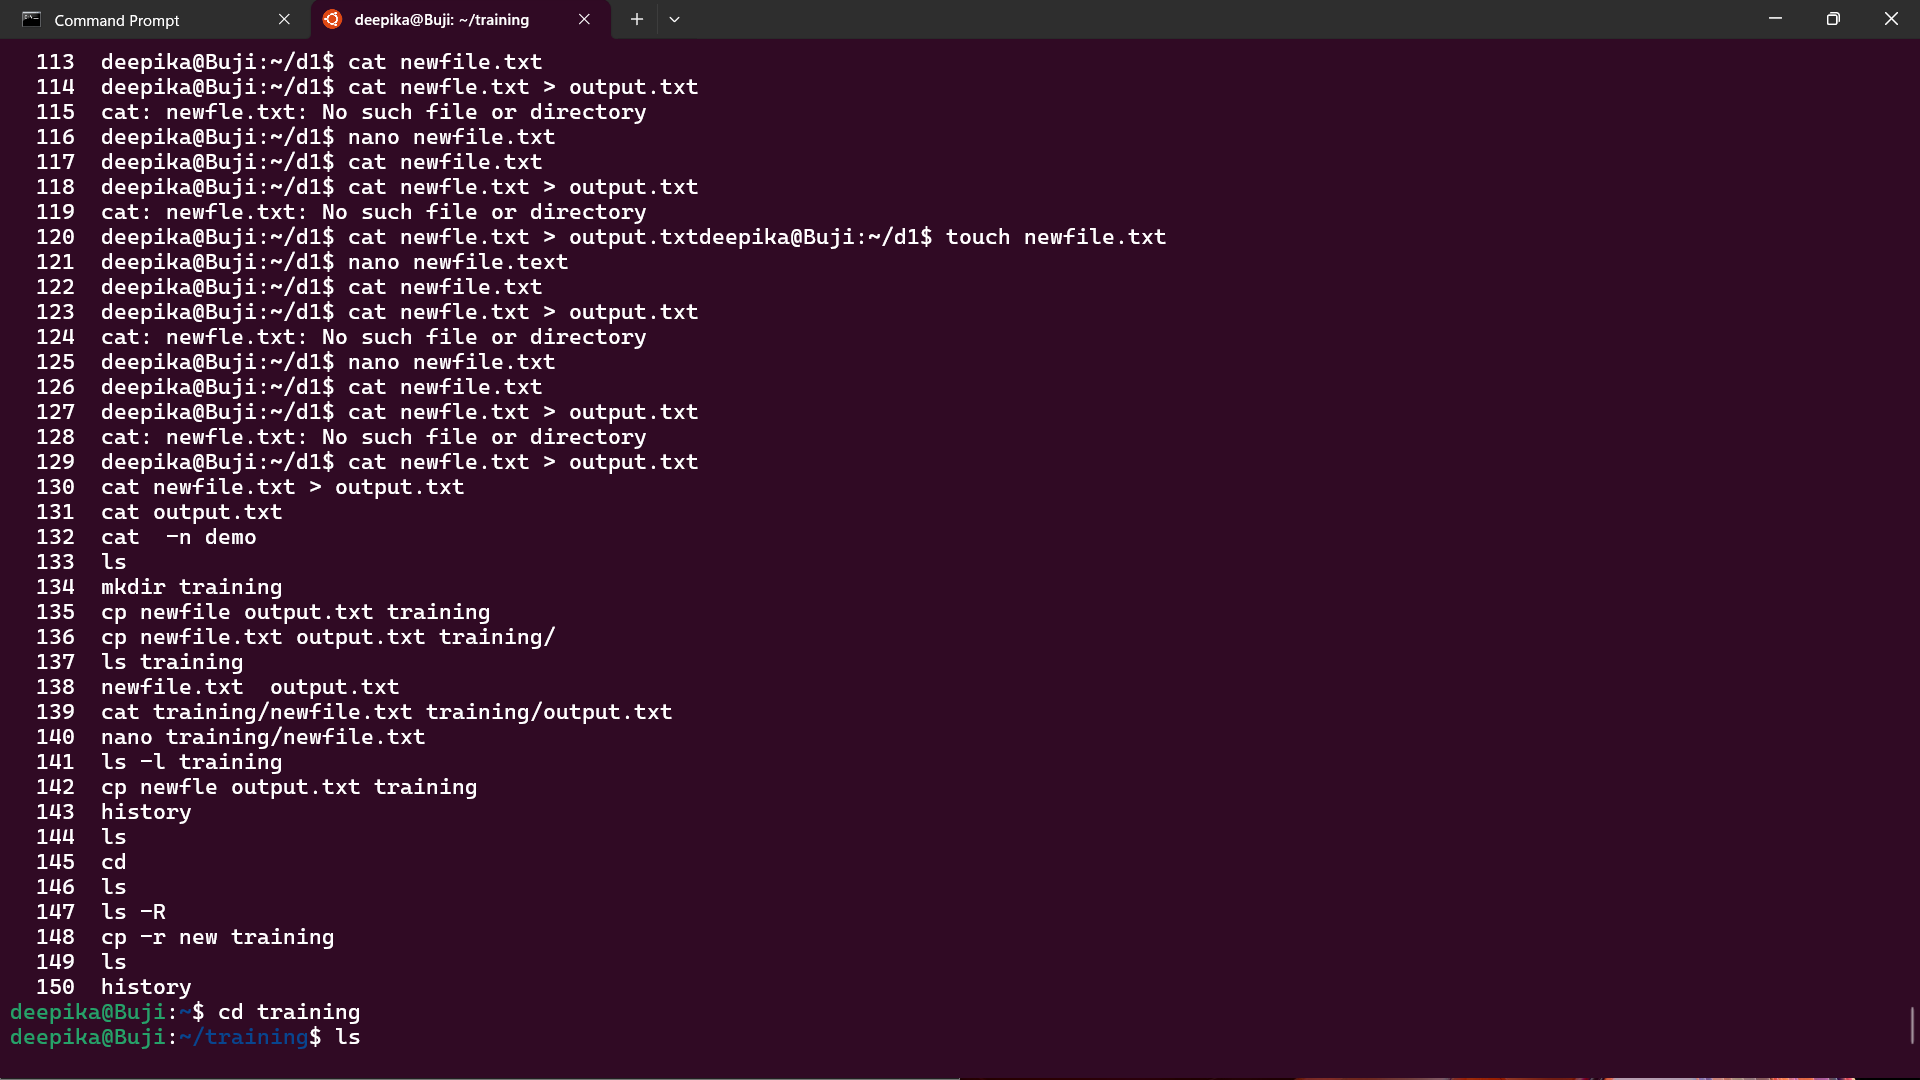 Command Prompt
deepika@Buji: ~/training
113 deepika@Buji:~/d1$ cat newfile.txt
114 deepika@Buji:~/d1$ cat newfle.txt > output.txt
115 cat: newfle.txt: No such file or directory
116 deepika@Buji:~/d1$ nano newfile.txt
117 deepika@Buji:~/d1$ cat newfile.txt
118 deepika@Buji:~/d1$ cat newfle.txt > output.txt
119 cat: newfle.txt: No such file or directory
120 deepika@Buji:~/d1$ cat newfle.txt > output.txtdeepika@Buji:~/d1$ touch newfile.txt
121 deepika@Buji:~/d1$ nano newfile.text
122 deepika@Buji:~/d1$ cat newfile.txt
123 deepika@Buji:~/d1$ cat newfle.txt > output.txt
124 cat: newfle.txt: No such file or directory
125 deepika@Buji:~/d1$ nano newfile.txt
126 deepika@Buji:~/d1$ cat newfile.txt
127 deepika@Buji:~/d1$ cat newfle.txt > output.txt
128 cat: newfle.txt: No such file or directory
129 deepika@Buji:~/d1$ cat newfle.txt > output.txt
130 cat newfile.txt > output.txt
131 cat output.txt
132 cat  -n demo
133 ls
134 mkdir training
135 cp newfile output.txt training
136 cp newfile.txt output.txt training/
137 ls training
138 newfile.txt  output.txt
139 cat training/newfile.txt training/output.txt
140 nano training/newfile.txt
141 ls -l training
142 cp newfle output.txt training
143 history
144 ls
145 cd
146 ls
147 ls -R
148 cp -r new training
149 ls
150 history
deepika@Buji:~$ cd training
deepika@Buji:~/training$ ls